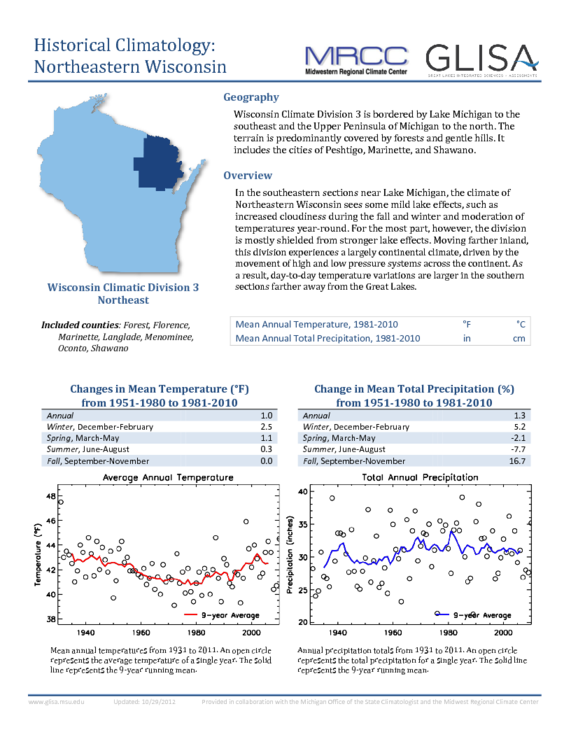 Historical Climatology:
Northeastern Wisconsin
MRCC
Midwestern Regional Climate Center
GLISA
GREAT LAKES INTEGRATED SCIENCES + ASSESSMENTS
Geography
Wisconsin Climate Division 3 is bordered by Lake Michigan to the
southeast and the Upper Peninsula of Michigan to the north. The
terrain is predominantly covered by forests and gentle hills. It
includes the cities of Peshtigo, Marinette, and Shawano.
Overview
In the southeastern sections near Lake Michigan, the climate of
Northeastern Wisconsin sees some mild lake effects, such as
increased cloudiness during the fall and winter and moderation of
temperatures year-round. For the most part, however, the division
is mostly shielded from stronger lake effects. Moving farther inland,
this division experiences a largely continental climate, driven by the
movement of high and low pressure systems across the continent. As
a result, day-to-day temperature variations are larger in the southern
sections farther away from the Great Lakes.
Wisconsin Climatic Division 3
Northeast
Included counties: Forest, Florence,
Marinette, Langlade, Menominee,
Oconto, Shawano
Mean Annual Temperature, 1981-2010 °F °C
Mean Annual Total Precipitation, 1981-2010 in cm
Changes in Mean Temperature (°F)
from 1951-1980 to 1981-2010
Annual 1.0
Winter, December-February 2.5
Spring, March-May 1.1
Summer, June-August 0.3
Fall, September-November 0.0
Change in Mean Total Precipitation (%)
from 1951-1980 to 1981-2010
Annual 1.3
Winter, December-February 5.2
Spring, March-May -2.1
Summer, June-August -7.7
Fall, September-November 16.7
Average Annual Temperature
Temperature (°F)
48
46
44
42
40
38
1940 1960 1980 2000
9-year Average
Total Annual Precipitation
Precipitation (inches)
40
35
30
25
20
1940 1960 1980 2000
9-year Average
Mean annual temperatures from 1931 to 2011. An open circle
represents the average temperature of a single year. The solid
line represents the 9-year running mean.
Annual precipitation totals from 1931 to 2011. An open circle
represents the total precipitation for a single year. The solid line
represents the 9-year running mean.
www.glisa.msu.edu Updated: 10/29/2012 Provided in collaboration with the Michigan Office of the State Climatologist and the Midwest Regional Climate Center